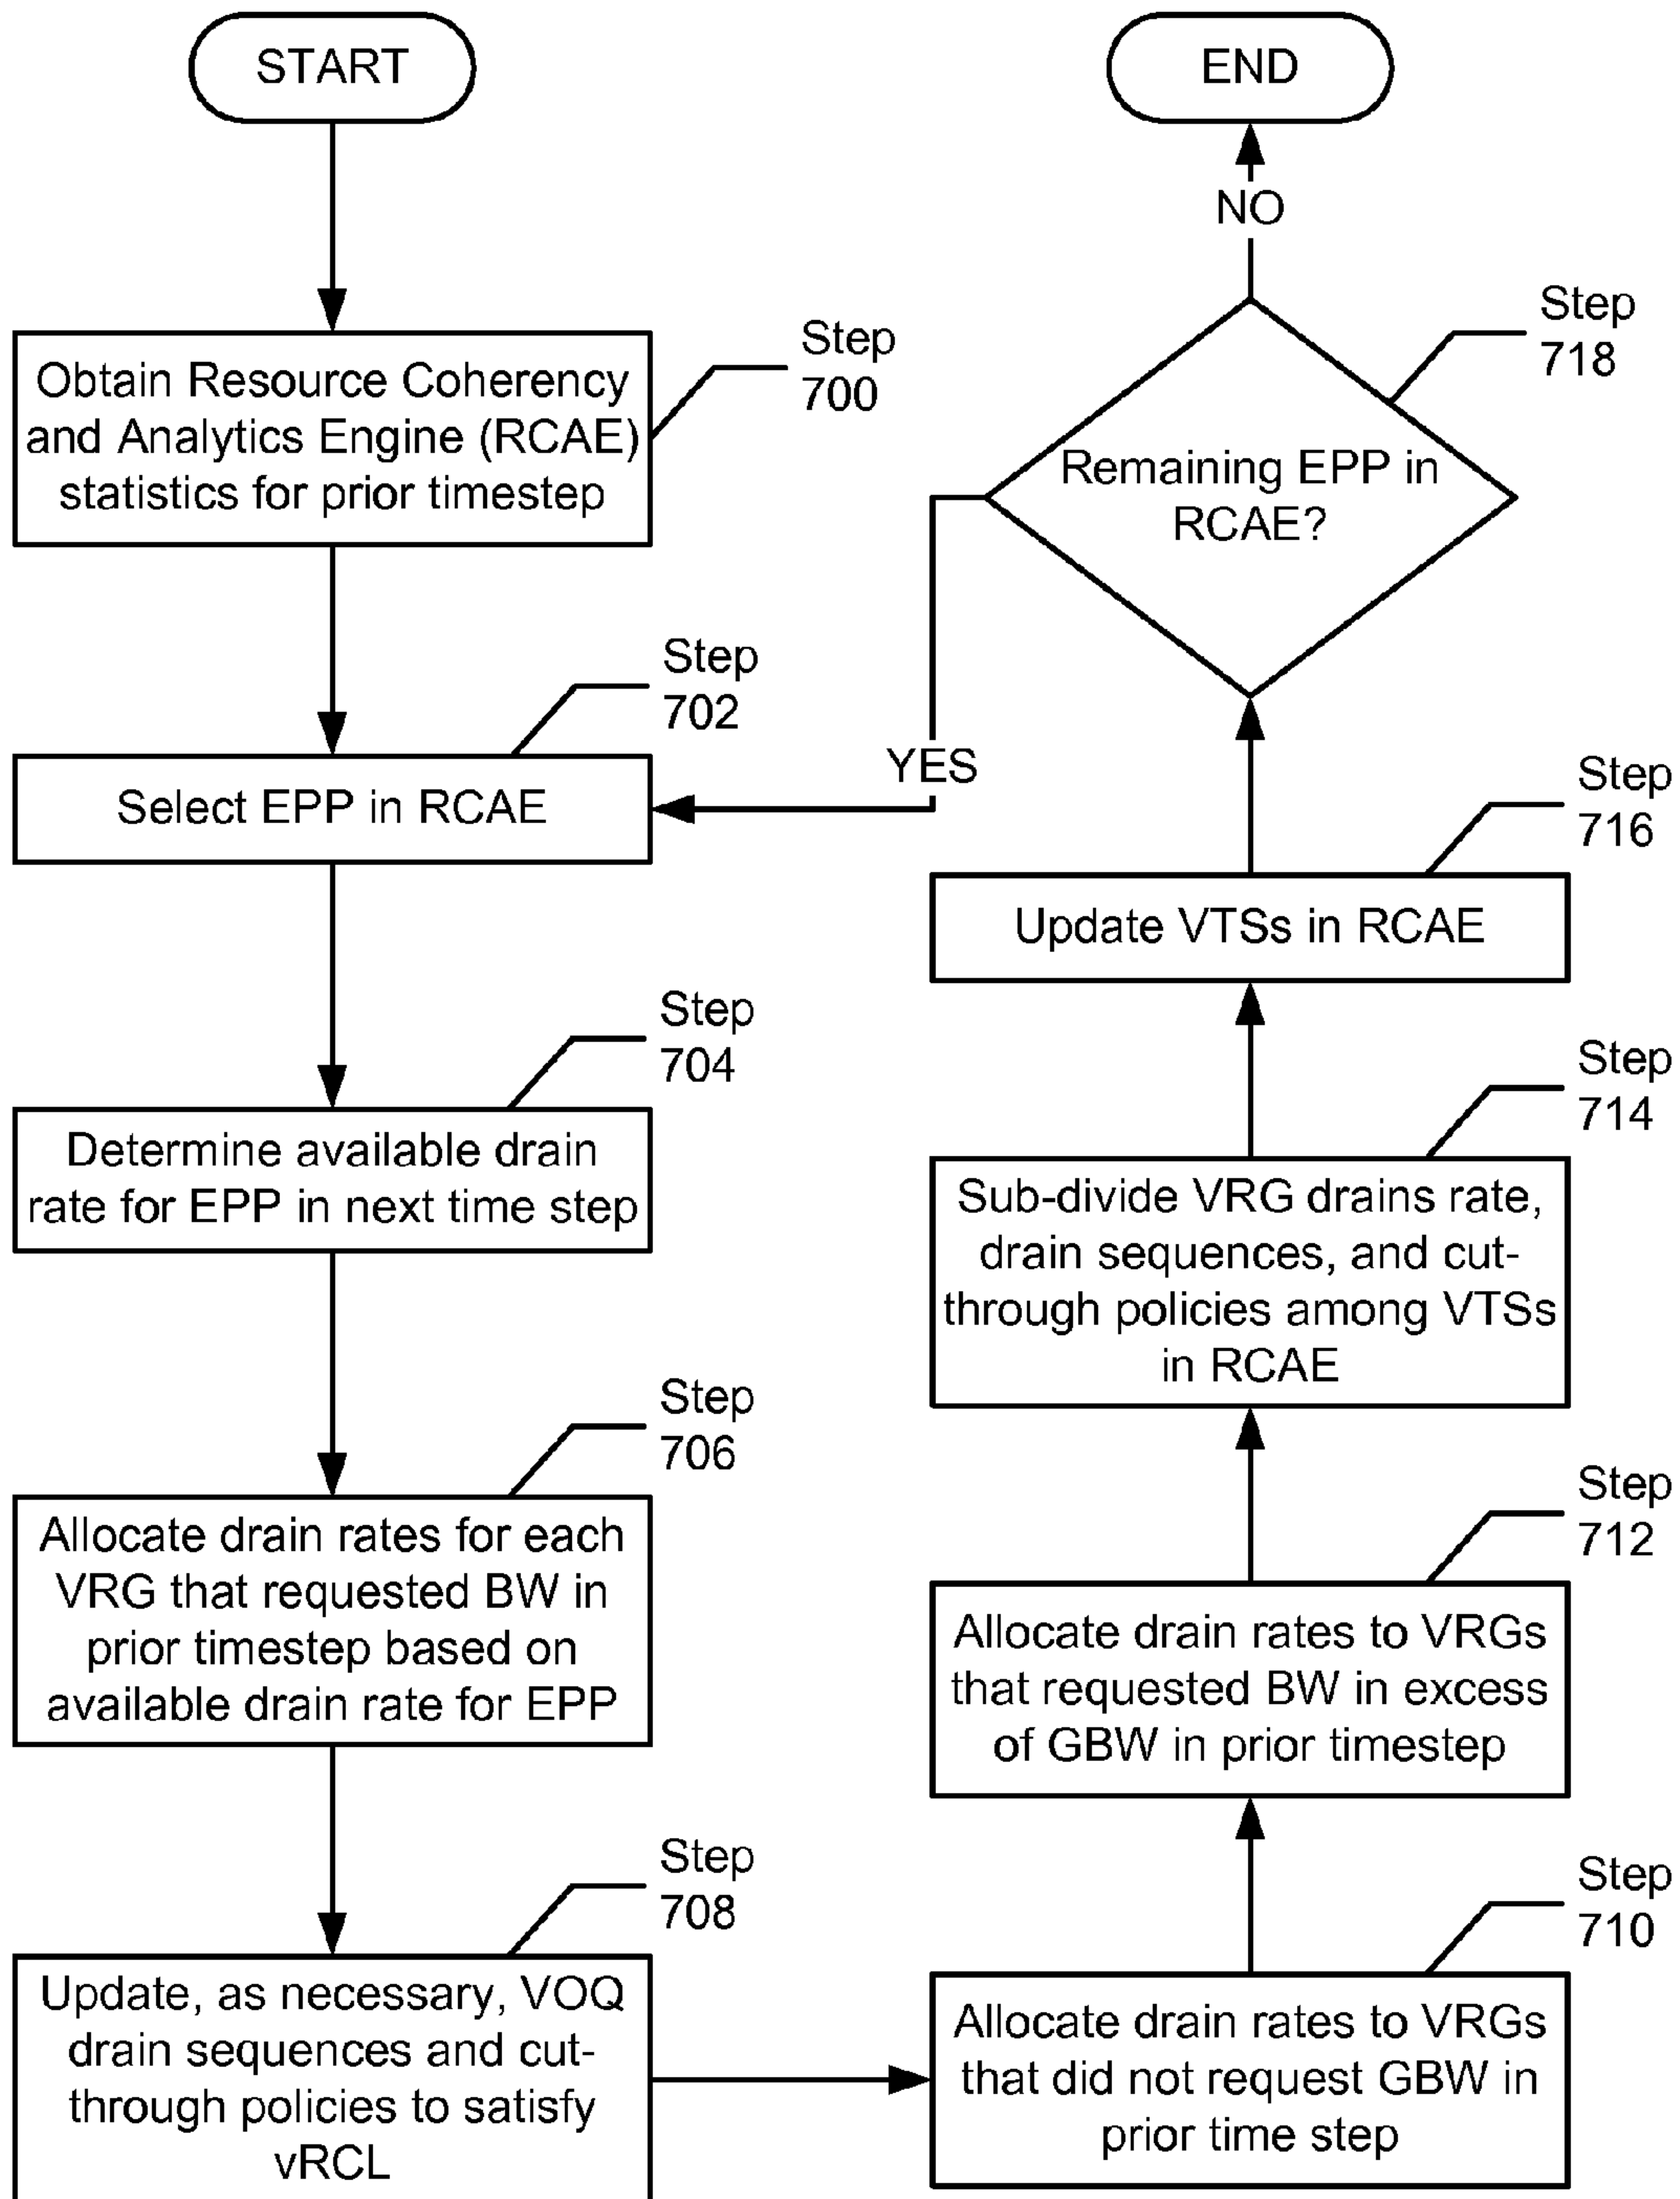 START
Obtain Resource Coherency
and Analytics Engine (RCAE)
statistics for prior timestep
Step
700
Select EPP in RCAE
Step
702
Determine available drain
rate for EPP in next time step
Step
704
Allocate drain rates for each
VRG that requested BW in
prior timestep based on
available drain rate for EPP
Step
706
Update, as necessary, VOQ
drain sequences and cut-
through policies to satisfy
vRCL
Step
708
Allocate drain rates to VRGs
that did not request GBW in
prior time step
Step
710
Allocate drain rates to VRGs
that requested BW in excess
of GBW in prior timestep
Step
712
Sub-divide VRG drains rate,
drain sequences, and cut-
through policies among VTSs
in RCAE
Step
714
Update VTSs in RCAE
Step
716
Remaining EPP in
RCAE?
Step
718
YES
NO
END